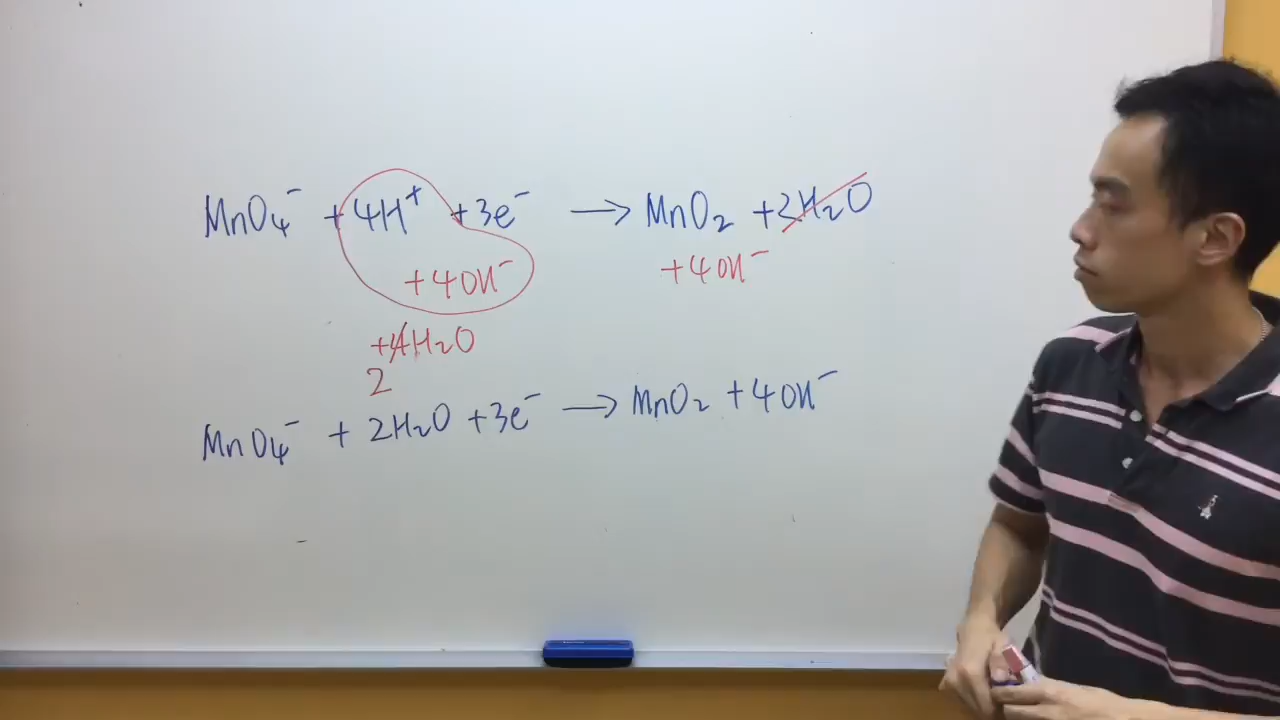 MnO₄⁻ + 4H⁺ + 3e⁻ → MnO₂ + 2H₂O
+4OH⁻ +4OH⁻
+4H₂O
2
MnO₄⁻ + 2H₂O + 3e⁻ → MnO₂ + 4OH⁻